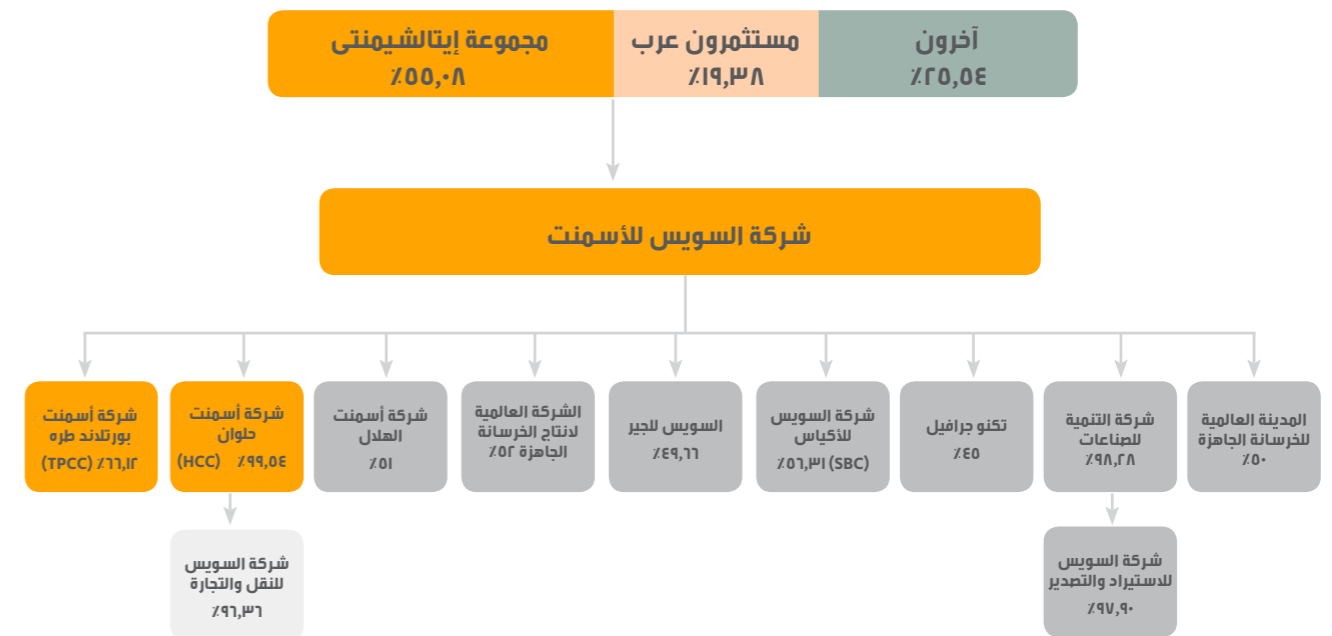 آخرون
٪٢٥,٥٤
مستثمرون عرب
٪١٩,٣٨
مجموعة إيتالشيمنتى
٪٥٥,٠٨
شركة السويس للأسمنت
المدينة العالمية
للخرسانة الجاهزة
٪٥٠
شركة التنمية
للصناعات
٪٩٨,٢٨
تكنو جرافيل
٪٤٥
شركة السويس
للأكياس
(SBC) ٪٥٦,٣١
السويس للجير
٪٤٩,٦٦
الشركة العالمية
لانتاج الخرسانة
الجاهزة ٥٢٪
شركة أسمنت
الهلال
٪٥١
شركة أسمنت
حلوان
٪٩٩,٥٤ (HCC)
شركة أسمنت
بورتلاند طره
٪٦٦,١٢ (TPCC)
شركة السويس
للاستيراد والتصدير
٪٩٧,٩٠
شركة السويس
للنقل والتجارة
٪٩٦,٣٦